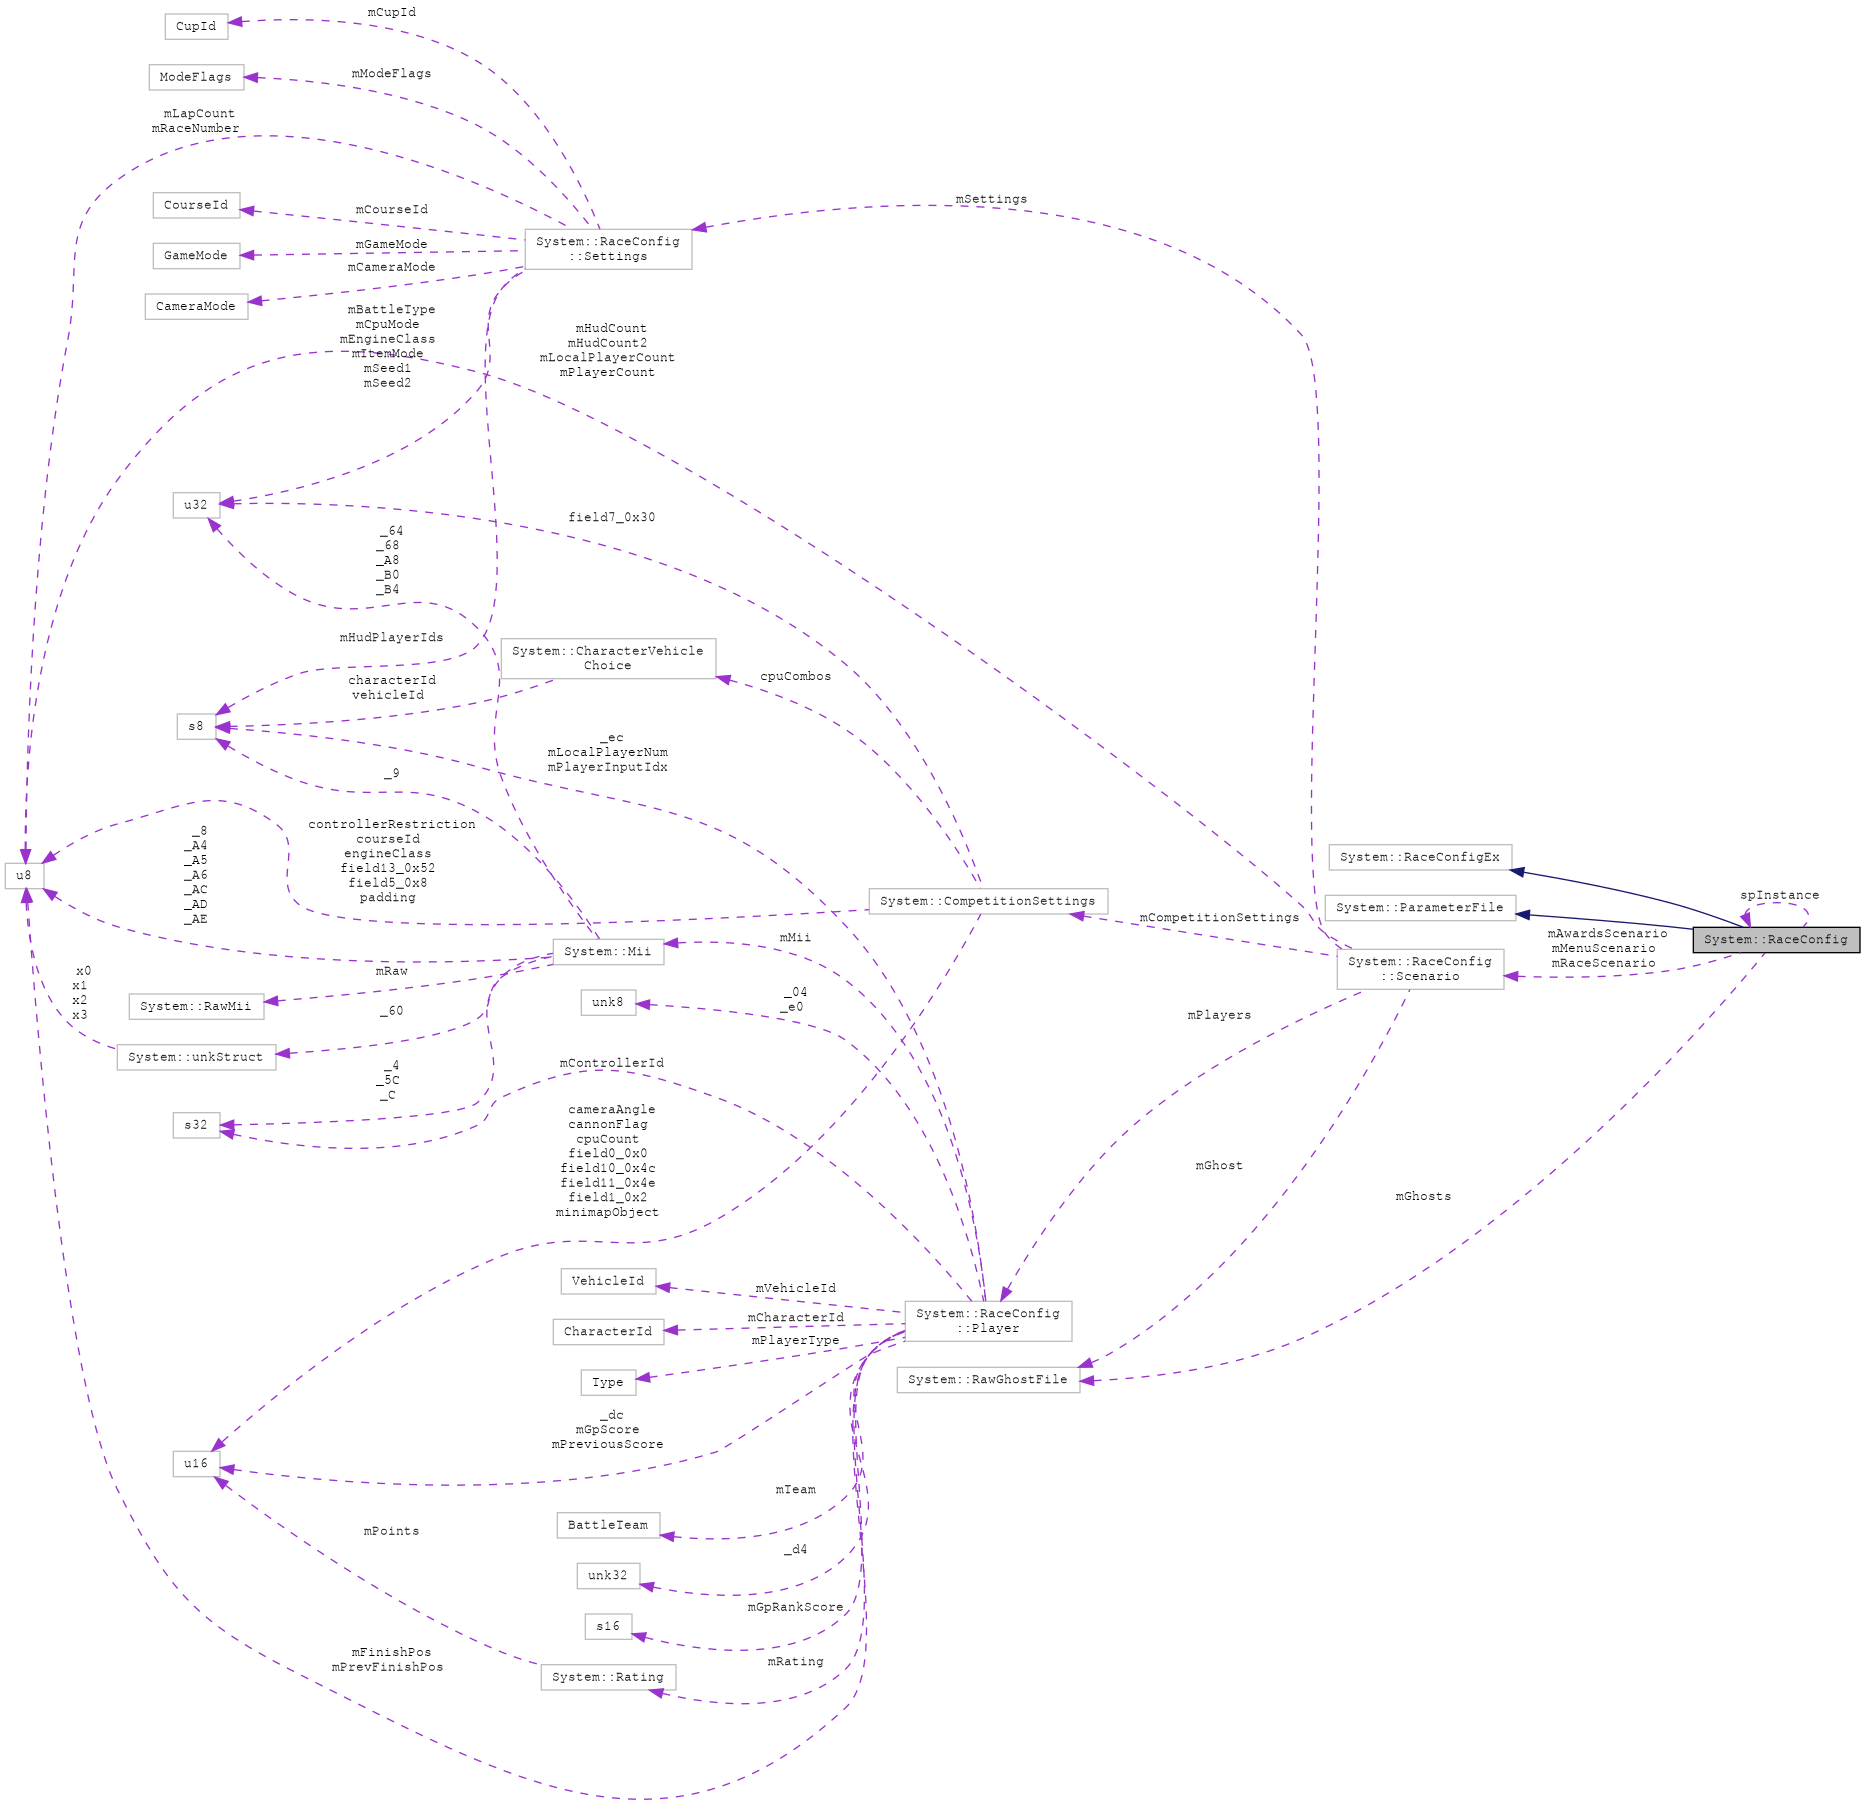 mCupId
CupId
ModeFlags
mModeFlags
mLapCount
mRaceNumber
CourseId
mCourseId
mSettings
System::RaceConfig
::Settings
GameMode
mGameMode
CameraMode
mCameraMode
mBattleType
mCpuMode
mEngineClass
mItemMode
mSeed1
mSeed2
mHudCount
mHudCount2
mLocalPlayerCount
mPlayerCount
u32
field7_0x30
_64
_68
_A8
_B0
_B4
mHudPlayerIds
System::CharacterVehicle
Choice
characterId
vehicleId
cpuCombos
s8
_ec
mLocalPlayerNum
mPlayerInputIdx
_9
_8
_A4
_A5
_A6
_AC
_AD
_AE
controllerRestriction
courseId
engineClass
field13_0x52
field5_0x8
padding
u8
System::RaceConfigEx
System::CompetitionSettings
System::ParameterFile
spInstance
mCompetitionSettings
mAwardsScenario
mMenuScenario
mRaceScenario
System::RaceConfig
System::Mii
mMii
System::RaceConfig
::Scenario
x0
x1
x2
x3
mRaw
System::RawMii
_60
unk8
_04
_e0
mPlayers
System::unkStruct
_4
_5C
_C
mControllerId
s32
cameraAngle
cannonFlag
cpuCount
field0_0x0
field10_0x4c
field11_0x4e
field1_0x2
minimapObject
mGhost
mGhosts
VehicleId
mVehicleId
System::RaceConfig
::Player
CharacterId
mCharacterId
mPlayerType
Type
System::RawGhostFile
_dc
mGpScore
mPreviousScore
u16
mTeam
BattleTeam
mPoints
_d4
unk32
mGpRankScore
s16
mFinishPos
mPrevFinishPos
mRating
System::Rating